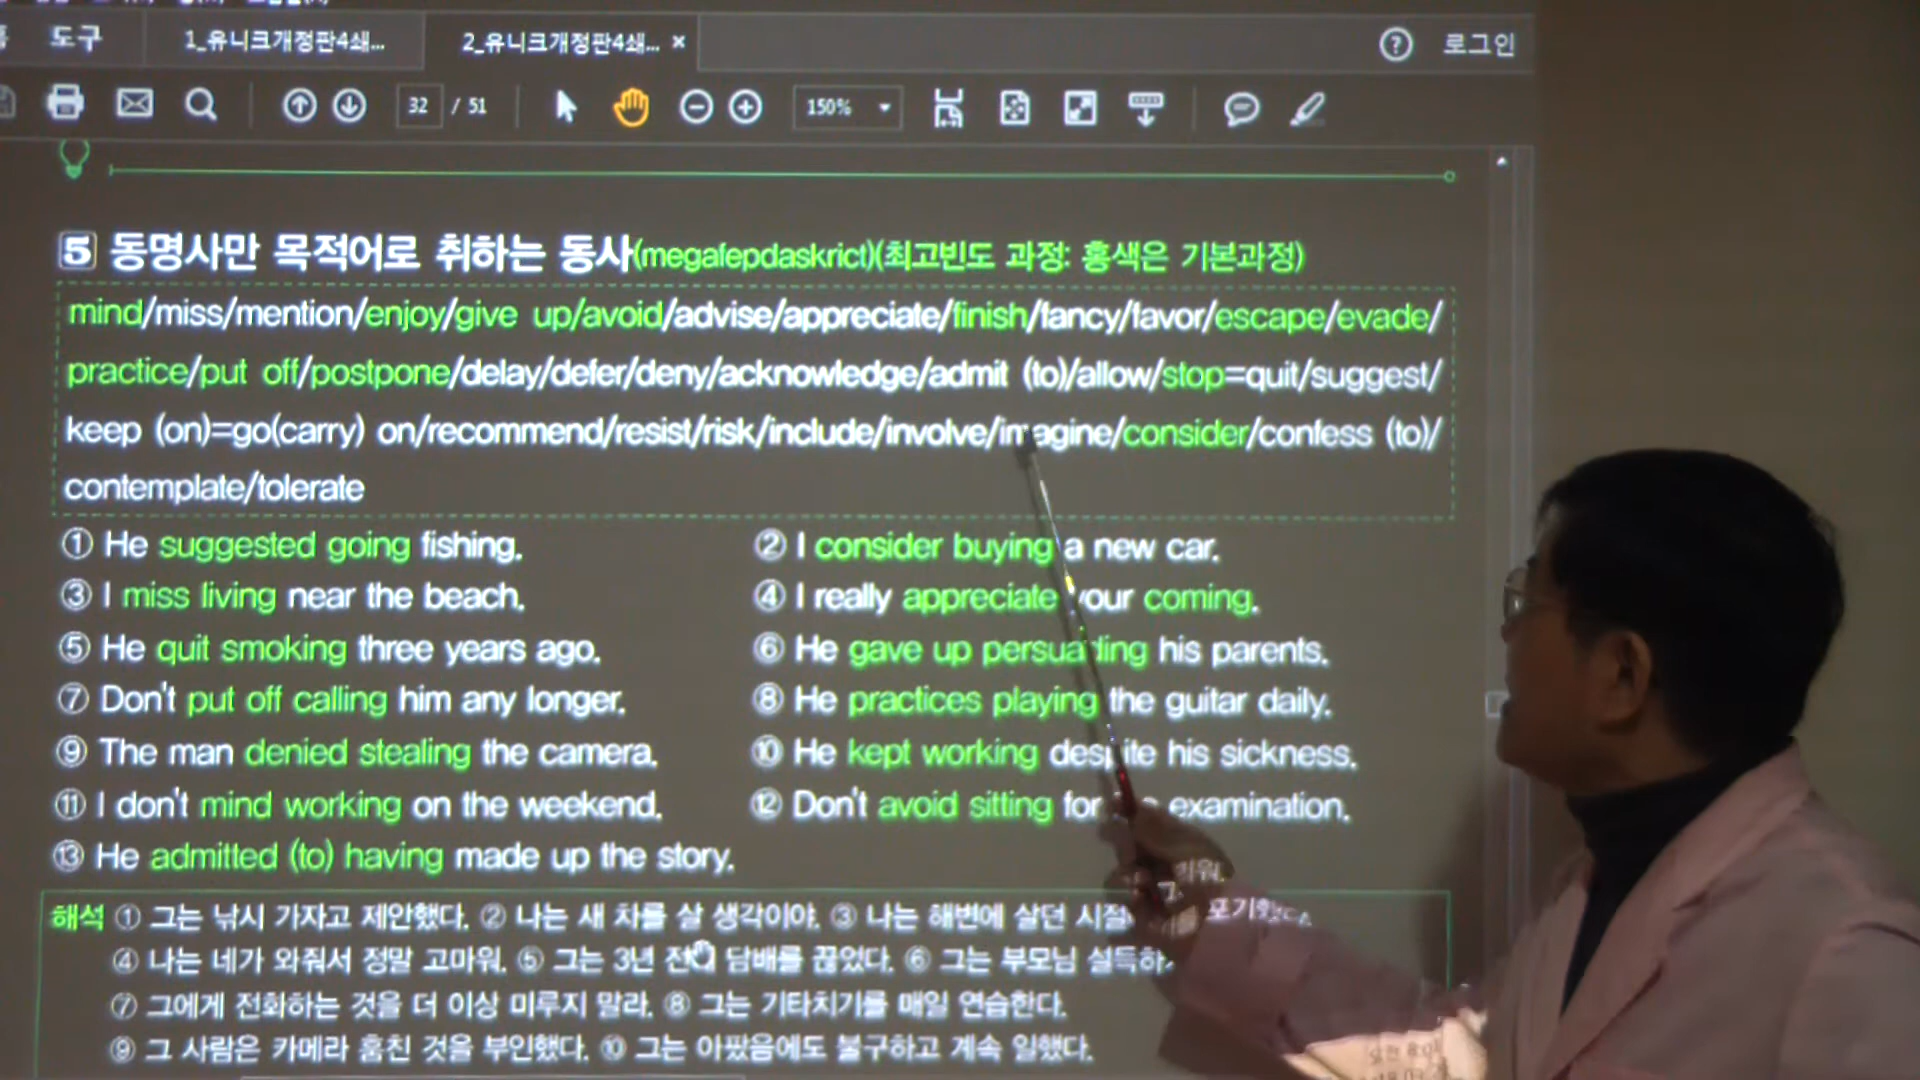 도구 1_유니크개정판4쇄... 2_유니크개정판4쇄... × ? 로그인
32 / 51 150%
5 동명사만 목적어로 취하는 동사(megafepdaskrict)(최고빈도 과정: 홍색은 기본과정)
mind/miss/mention/enjoy/give up/avoid/advise/appreciate/finish/fancy/favor/escape/evade/
practice/put off/postpone/delay/defer/deny/acknowledge/admit (to)/allow/stop=quit/suggest/
keep (on)=go(carry) on/recommend/resist/risk/include/involve/imagine/consider/confess (to)/
contemplate/tolerate
① He suggested going fishing. ② I consider buying a new car.
③ I miss living near the beach. ④ I really appreciate your coming.
⑤ He quit smoking three years ago. ⑥ He gave up persuading his parents.
⑦ Don't put off calling him any longer. ⑧ He practices playing the guitar daily.
⑨ The man denied stealing the camera. ⑩ He kept working despite his sickness.
⑪ I don't mind working on the weekend. ⑫ Don't avoid sitting for examination.
⑬ He admitted (to) having made up the story.
해석 ① 그는 낚시 가자고 제안했다. ② 나는 새 차를 살 생각이야. ③ 나는 해변에 살던
④ 나는 네가 와줘서 정말 고마워. ⑤ 그는 3년 전에 담배를 끊었다. ⑥ 그는 부모님 포기했다.
⑦ 그에게 전화하는 것을 더 이상 미루지 말라. ⑧ 그는 기타치기를 매일 연습한다.
⑨ 그 사람은 카메라 훔친 것을 부인했다. ⑩ 그는 아팠음에도 불구하고 계속 일했다.